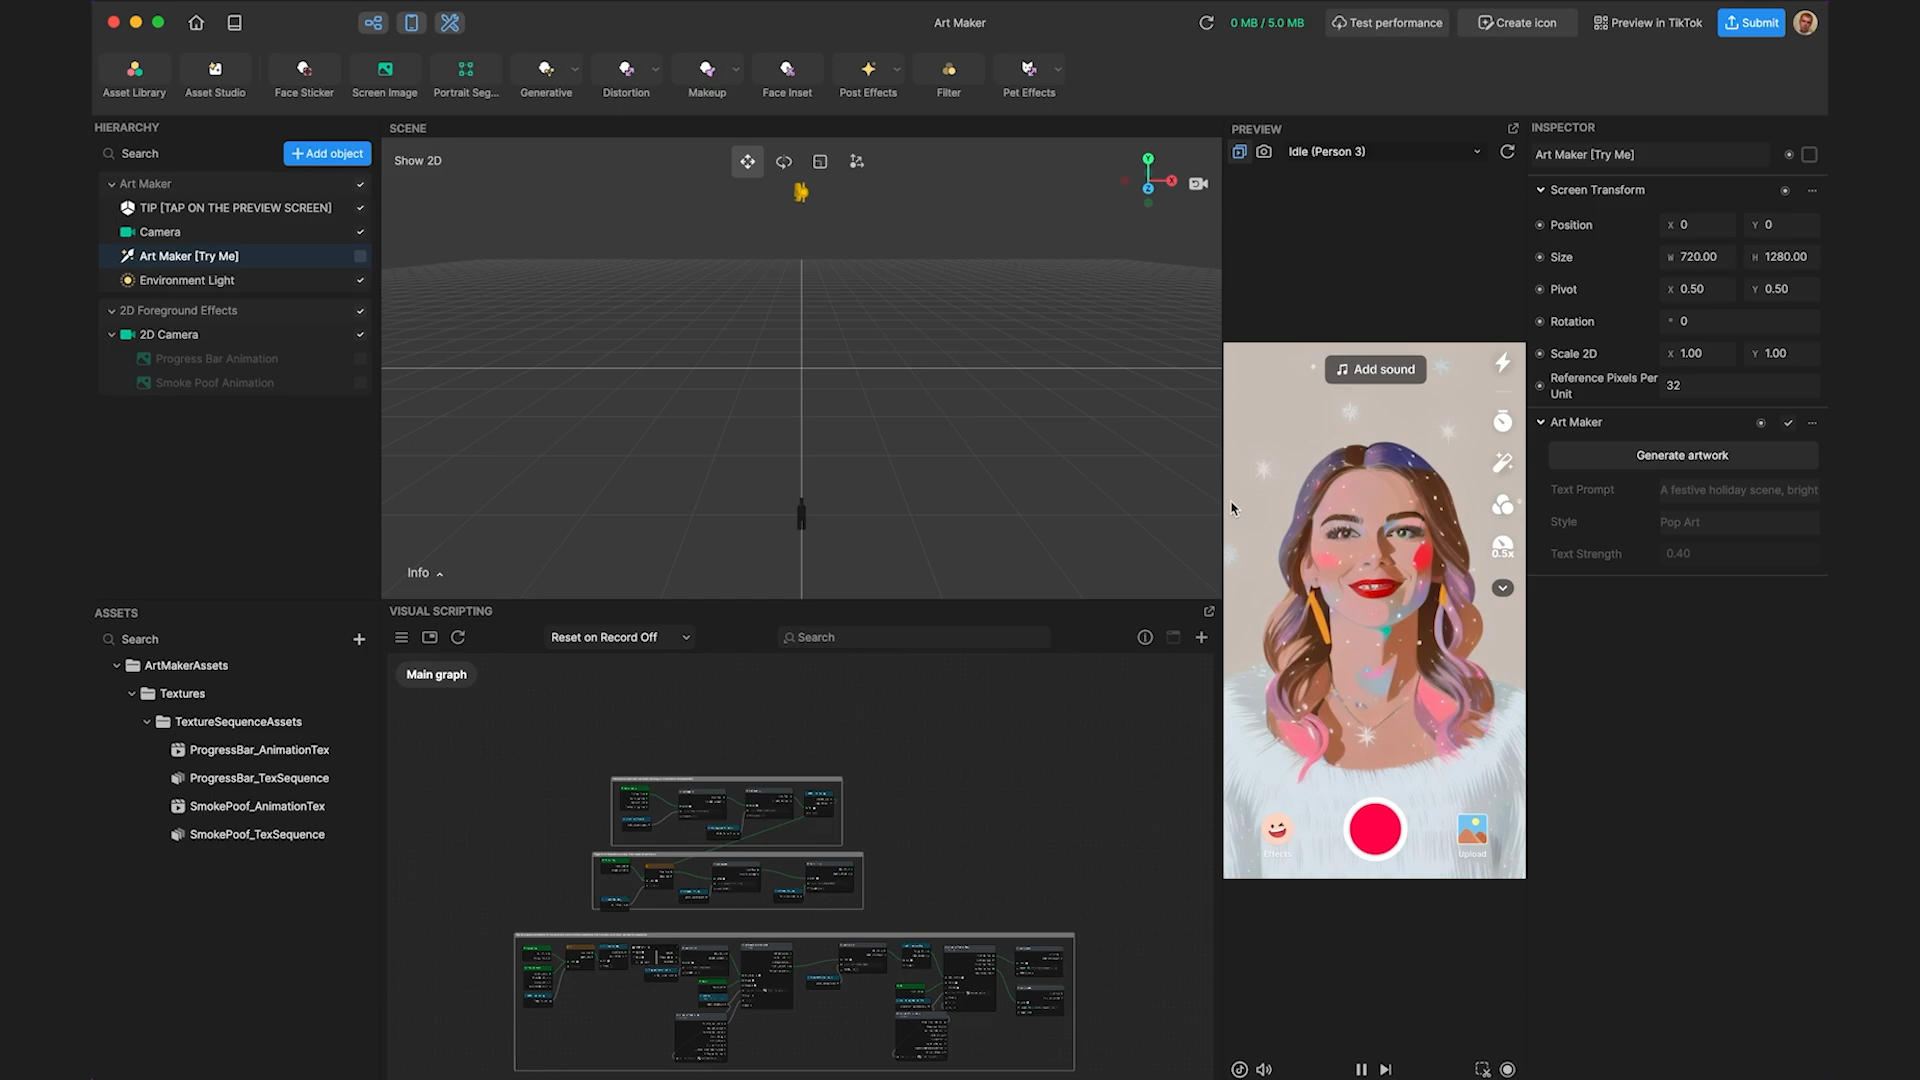 Art Maker
0 MB / 5.0 MB
Test performance
Create icon
Preview in TikTok
Submit
Asset Library
Asset Studio
Face Sticker
Screen Image
Portrait Seg...
Generative
Distortion
Makeup
Face Inset
Post Effects
Filter
Pet Effects
HIERARCHY
Search
Add object
Art Maker
TIP [TAP ON THE PREVIEW SCREEN]
Camera
Art Maker [Try Me]
Environment Light
2D Foreground Effects
2D Camera
Progress Bar Animation
Smoke Poof Animation
SCENE
Show 2D
Y
X
Z
Info
PREVIEW
Idle (Person 3)
Add sound
0.5x
Effects
Upload
INSPECTOR
Art Maker [Try Me]
Screen Transform
Position X 0 Y 0
Size W 720.00 H 1280.00
Pivot X 0.50 Y 0.50
Rotation ° 0
Scale 2D X 1.00 Y 1.00
Reference Pixels Per
Unit
32
Art Maker
Generate artwork
Text Prompt A festive holiday scene, bright
Style Pop Art
Text Strength 0.40
ASSETS
Search
ArtMakerAssets
Textures
TextureSequenceAssets
ProgressBar_AnimationTex
ProgressBar_TexSequence
SmokePoof_AnimationTex
SmokePoof_TexSequence
VISUAL SCRIPTING
Reset on Record Off
Search
Main graph